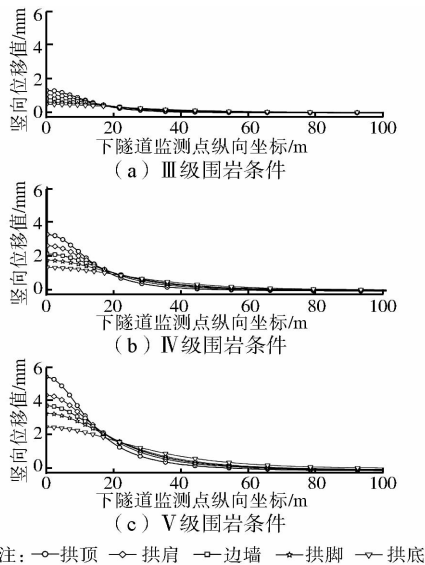 竖向位移值/mm
6
4
2
0
0 20 40 60 80 100
下隧道监测点纵向坐标/m
(a)Ⅲ级围岩条件
竖向位移值/mm
6
4
2
0
0 20 40 60 80 100
下隧道监测点纵向坐标/m
(b)Ⅳ级围岩条件
竖向位移值/mm
6
4
2
0
0 20 40 60 80 100
下隧道监测点纵向坐标/m
(c)Ⅴ级围岩条件
注: 拱顶 拱肩 边墙 拱脚 拱底